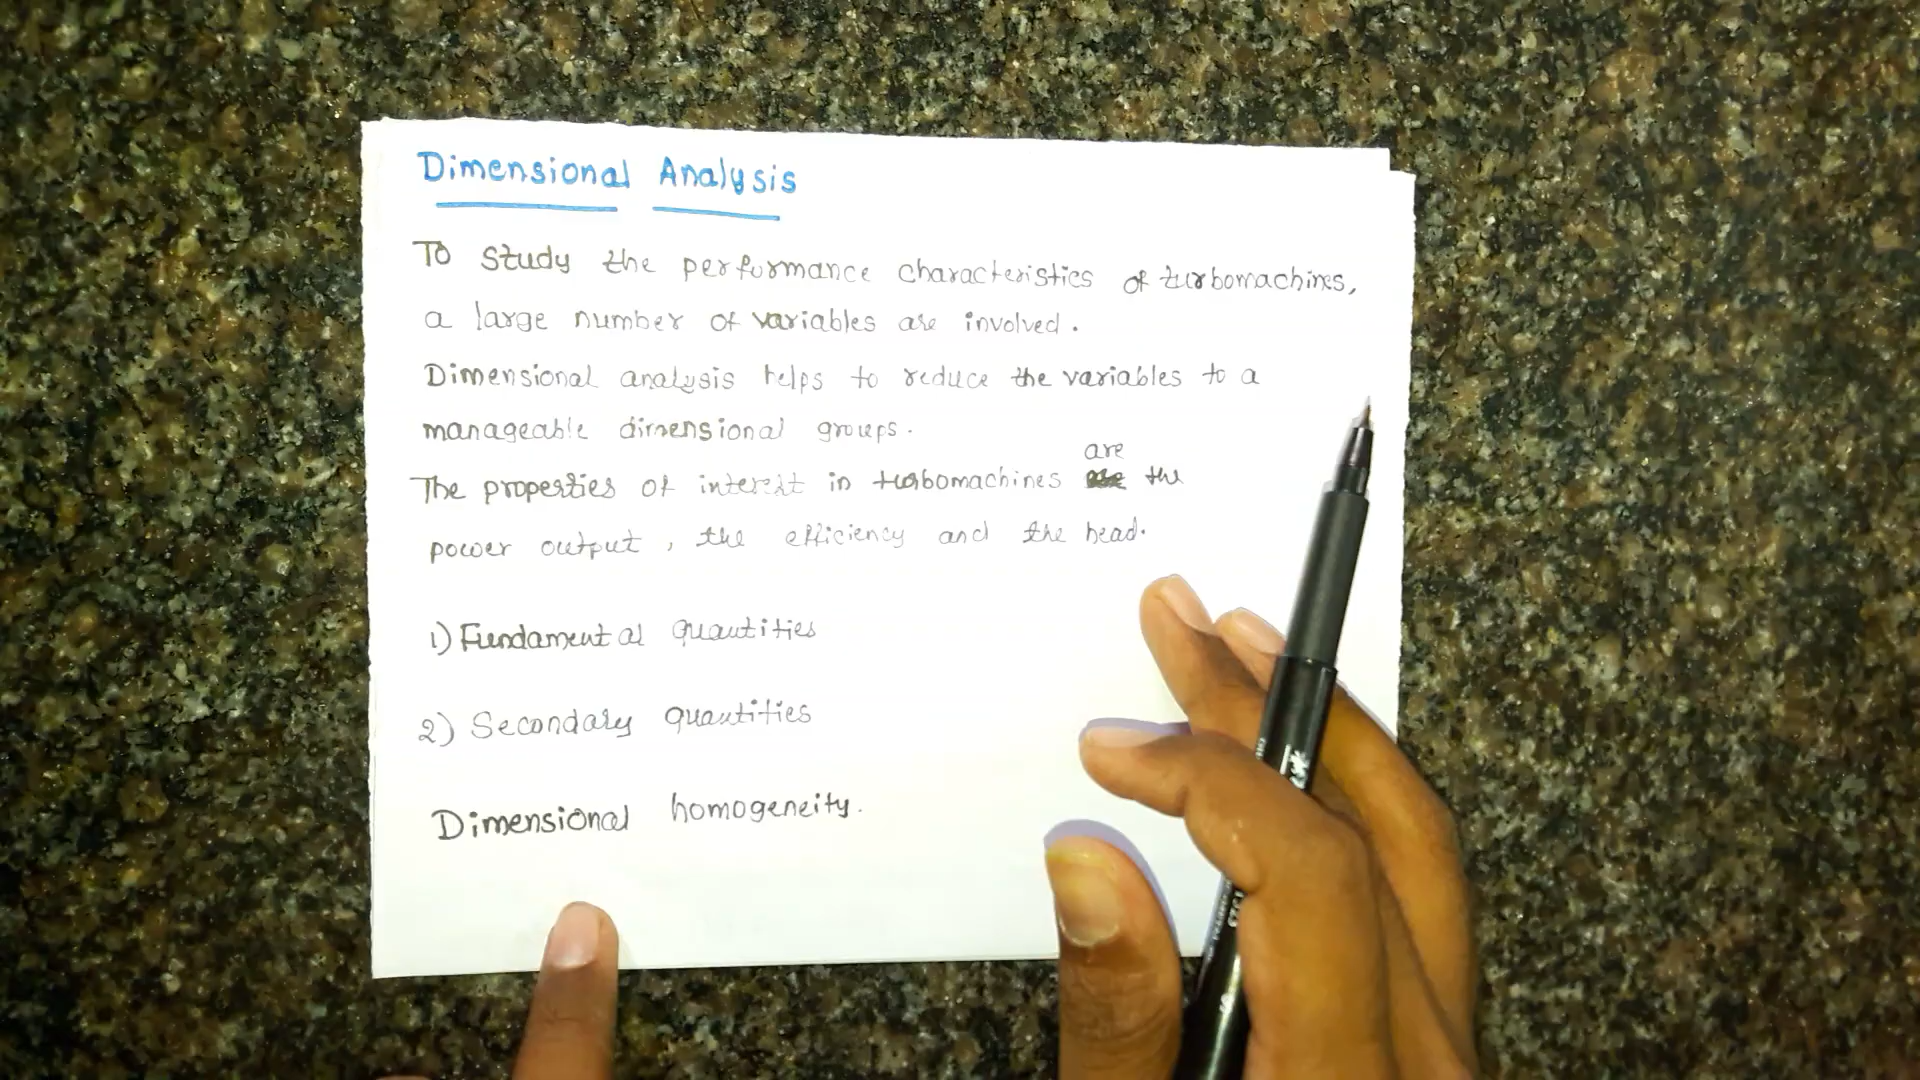 Dimensional Analysis
To study the performance characteristics of turbomachines,
a large number of variables are involved.
Dimensional analysis helps to reduce the variables to a
manageable dimensional groups.
are
The properties of interest in turbomachines the
power output, the efficiency and the head.
1) Fundamental quantities
2) Secondary quantities
Dimensional homogeneity.